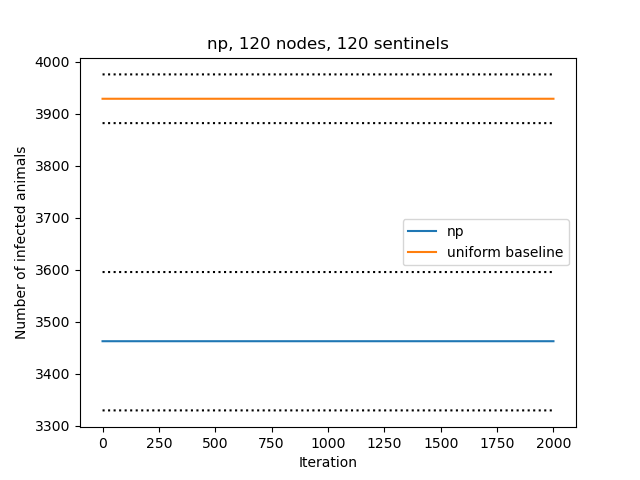 np, 120 nodes, 120 sentinels
4000
3900
3800
3700
3600
3500
3400
3300
Number of infected animals
np
uniform baseline
0 250 500 750 1000 1250 1500 1750 2000
Iteration